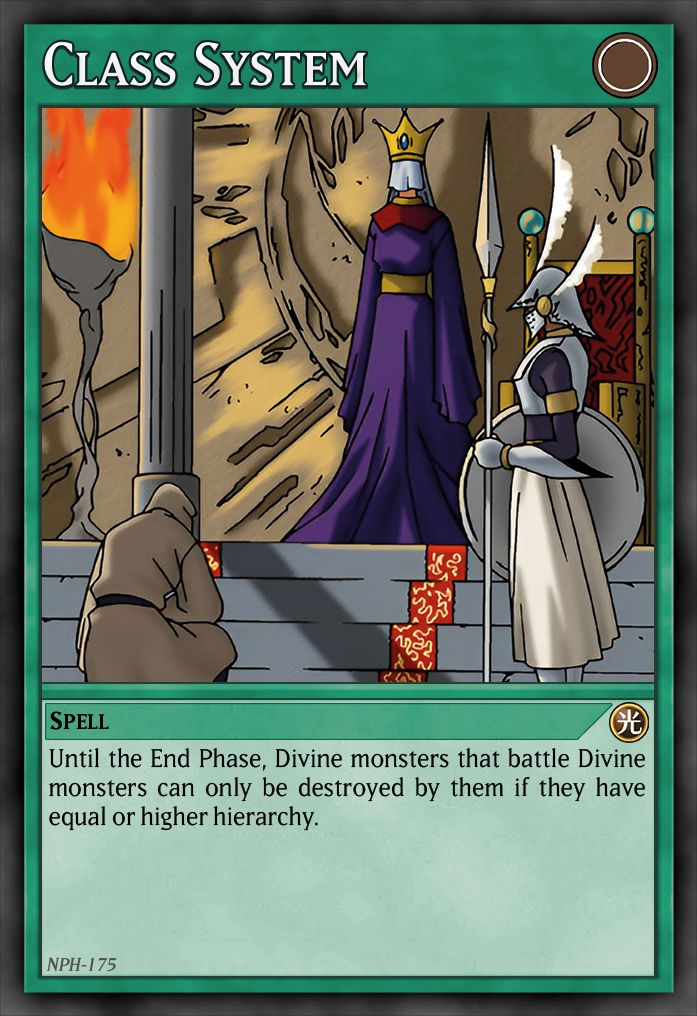 Class System
Spell
光
Until the End Phase, Divine monsters that battle Divine
monsters can only be destroyed by them if they have
equal or higher hierarchy.
NPH-175